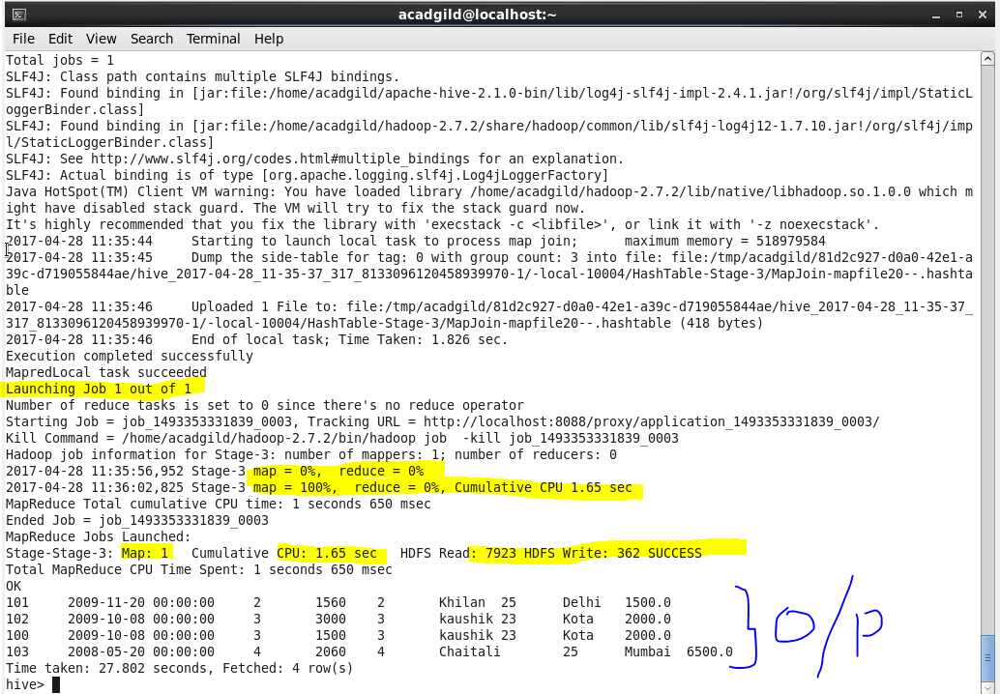 acadgild@localhost:~
File Edit View Search Terminal Help
Total jobs = 1
SLF4J: Class path contains multiple SLF4J bindings.
SLF4J: Found binding in [jar:file:/home/acadgild/apache-hive-2.1.0-bin/lib/log4j-slf4j-impl-2.4.1.jar!/org/slf4j/impl/StaticL
oggerBinder.class]
SLF4J: Found binding in [jar:file:/home/acadgild/hadoop-2.7.2/share/hadoop/common/lib/slf4j-log4j12-1.7.10.jar!/org/slf4j/imp
l/StaticLoggerBinder.class]
SLF4J: See http://www.slf4j.org/codes.html#multiple_bindings for an explanation.
SLF4J: Actual binding is of type [org.apache.logging.slf4j.Log4jLoggerFactory]
Java HotSpot(TM) Client VM warning: You have loaded library /home/acadgild/hadoop-2.7.2/lib/native/libhadoop.so.1.0.0 which m
ight have disabled stack guard. The VM will try to fix the stack guard now.
It's highly recommended that you fix the library with 'execstack -c <libfile>', or link it with '-z noexecstack'.
2017-04-28 11:35:44 Starting to launch local task to process map join; maximum memory = 518979584
2017-04-28 11:35:45 Dump the side-table for tag: 0 with group count: 3 into file: file:/tmp/acadgild/81d2c927-d0a0-42e1-a
39c-d719055844ae/hive_2017-04-28_11-35-37_317_8133096120458939970-1/-local-10004/HashTable-Stage-3/MapJoin-mapfile20--.hashta
ble
2017-04-28 11:35:46 Uploaded 1 File to: file:/tmp/acadgild/81d2c927-d0a0-42e1-a39c-d719055844ae/hive_2017-04-28_11-35-37_
317_8133096120458939970-1/-local-10004/HashTable-Stage-3/MapJoin-mapfile20--.hashtable (418 bytes)
2017-04-28 11:35:46 End of local task; Time Taken: 1.826 sec.
Execution completed successfully
MapredLocal task succeeded
Launching Job 1 out of 1
Number of reduce tasks is set to 0 since there's no reduce operator
Starting Job = job_1493353331839_0003, Tracking URL = http://localhost:8088/proxy/application_1493353331839_0003/
Kill Command = /home/acadgild/hadoop-2.7.2/bin/hadoop job  -kill job_1493353331839_0003
Hadoop job information for Stage-3: number of mappers: 1; number of reducers: 0
2017-04-28 11:35:56,952 Stage-3 map = 0%,  reduce = 0%
2017-04-28 11:36:02,825 Stage-3 map = 100%,  reduce = 0%, Cumulative CPU 1.65 sec
MapReduce Total cumulative CPU time: 1 seconds 650 msec
Ended Job = job_1493353331839_0003
MapReduce Jobs Launched:
Stage-Stage-3: Map: 1   Cumulative CPU: 1.65 sec   HDFS Read: 7923 HDFS Write: 362 SUCCESS
Total MapReduce CPU Time Spent: 1 seconds 650 msec
OK
101 2009-11-20 00:00:00 2 1560 2 Khilan 25 Delhi 1500.0
102 2009-10-08 00:00:00 3 3000 3 kaushik 23 Kota 2000.0
100 2009-10-08 00:00:00 3 1500 3 kaushik 23 Kota 2000.0
103 2008-05-20 00:00:00 4 2060 4 Chaitali 25 Mumbai 6500.0
O/P
Time taken: 27.802 seconds, Fetched: 4 row(s)
hive>